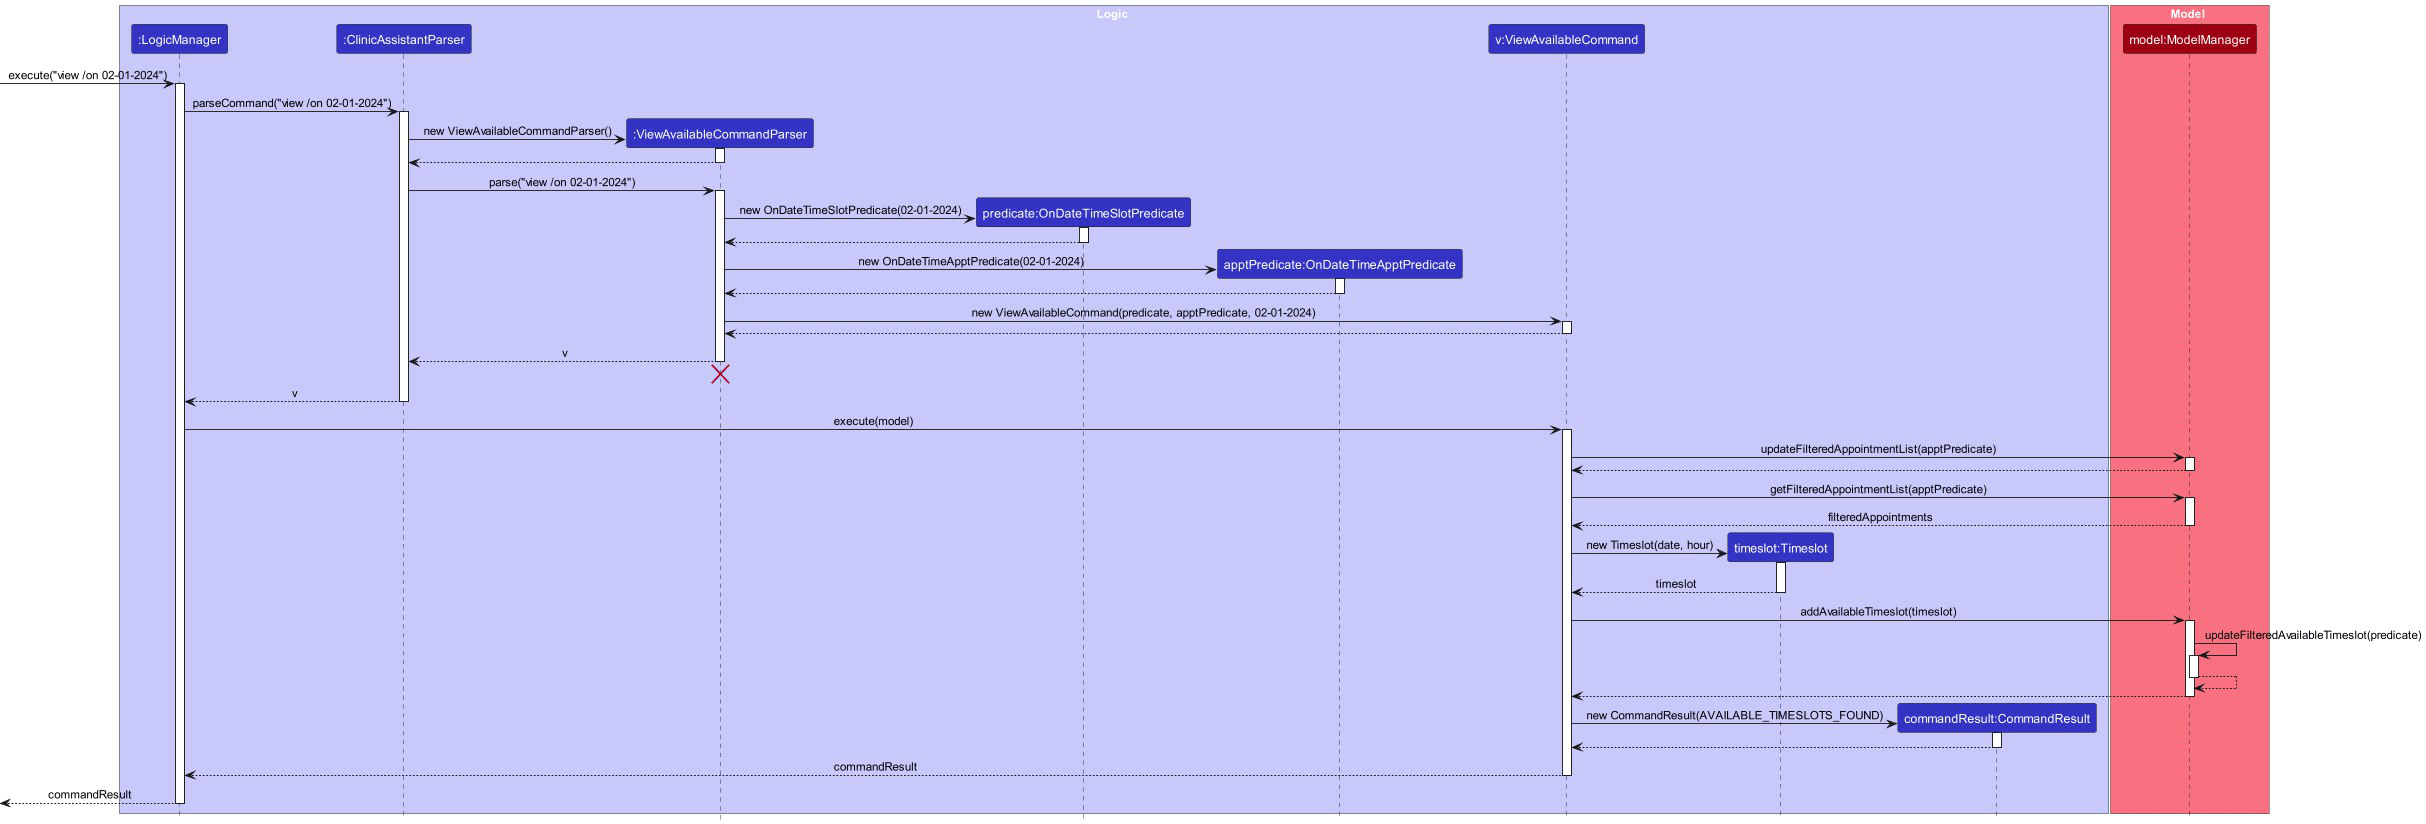 Logic
Model
:LogicManager
:ClinicAssistantParser
v:ViewAvailableCommand
model:ModelManager
execute("view /on 02-01-2024")
parseCommand("view /on 02-01-2024")
new ViewAvailableCommandParser()
:ViewAvailableCommandParser
parse("view /on 02-01-2024")
new OnDateTimeSlotPredicate(02-01-2024)
predicate:OnDateTimeSlotPredicate
new OnDateTimeApptPredicate(02-01-2024)
apptPredicate:OnDateTimeApptPredicate
new ViewAvailableCommand(predicate, apptPredicate, 02-01-2024)
v
v
execute(model)
updateFilteredAppointmentList(apptPredicate)
getFilteredAppointmentList(apptPredicate)
filteredAppointments
new Timeslot(date, hour)
timeslot:Timeslot
timeslot
addAvailableTimeslot(timeslot)
updateFilteredAvailableTimeslot(predicate)
new CommandResult(AVAILABLE_TIMESLOTS_FOUND)
commandResult:CommandResult
commandResult
commandResult